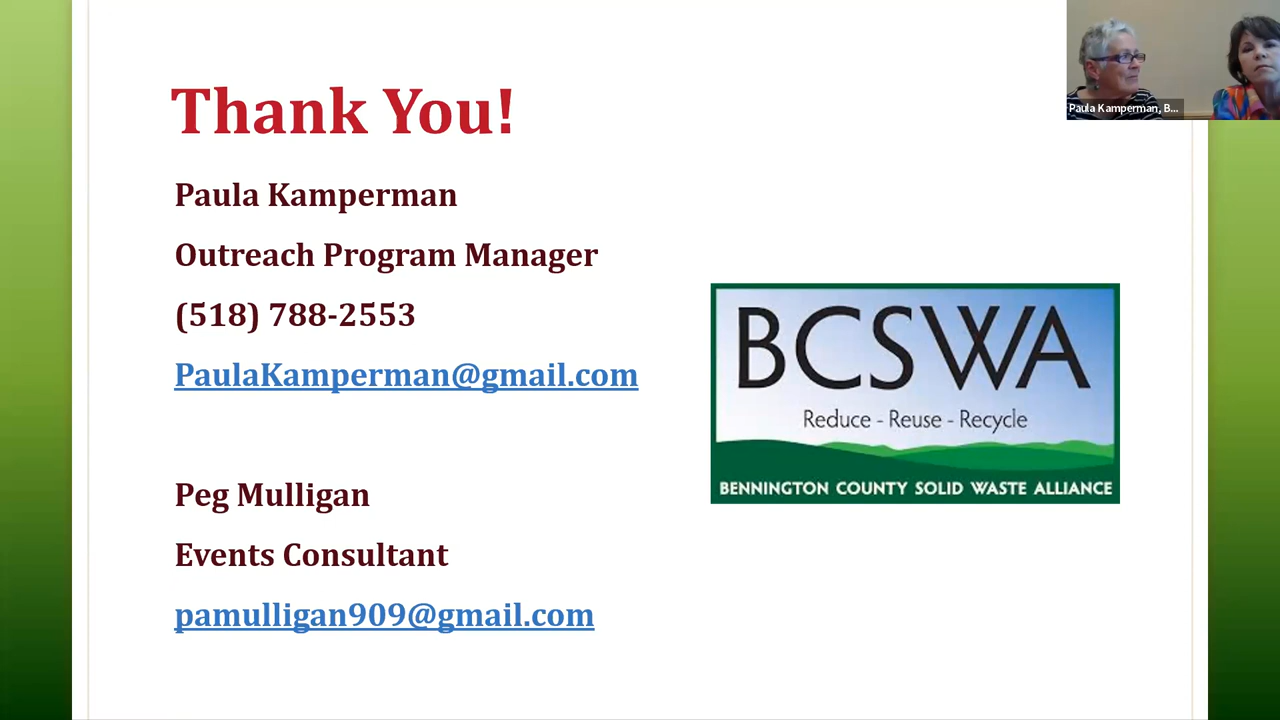 Thank You!
Paula Kamperman
Outreach Program Manager
(518) 788-2553
PaulaKamperman@gmail.com
Peg Mulligan
Events Consultant
pamulligan909@gmail.com
BCSWA
Reduce - Reuse - Recycle
BENNINGTON COUNTY SOLID WASTE ALLIANCE
Paula Kamperman, B...